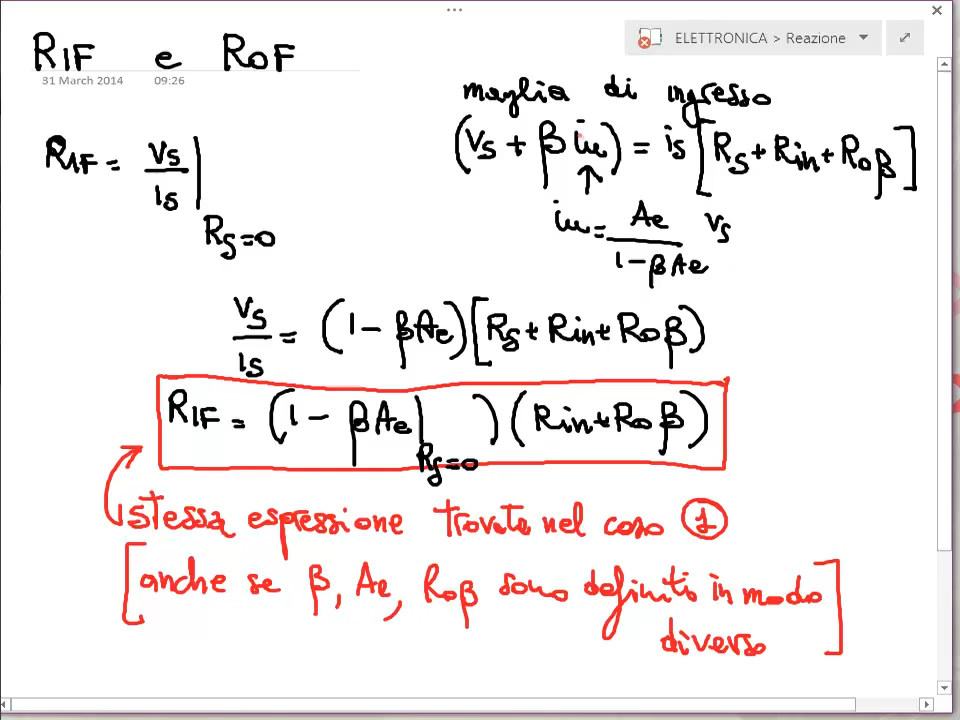 RIF e ROF
ELETTRONICA > Reazione
31 March 2014 09:26
maglia di ingresso
(vs + β iu) = is [Rs + Rin + Roβ]
RIF = vs/is | Rs=0
iu = Ae/(1-βAe) vs
vs/is = (1 - βAe)[Rs + Rin + Roβ)
RIF = (1 - βAe|Rs=0) (Rin + Roβ)
stessa espressione trovata nel caso 1
[anche se β, Ae, Roβ sono definito in modo
diverso]